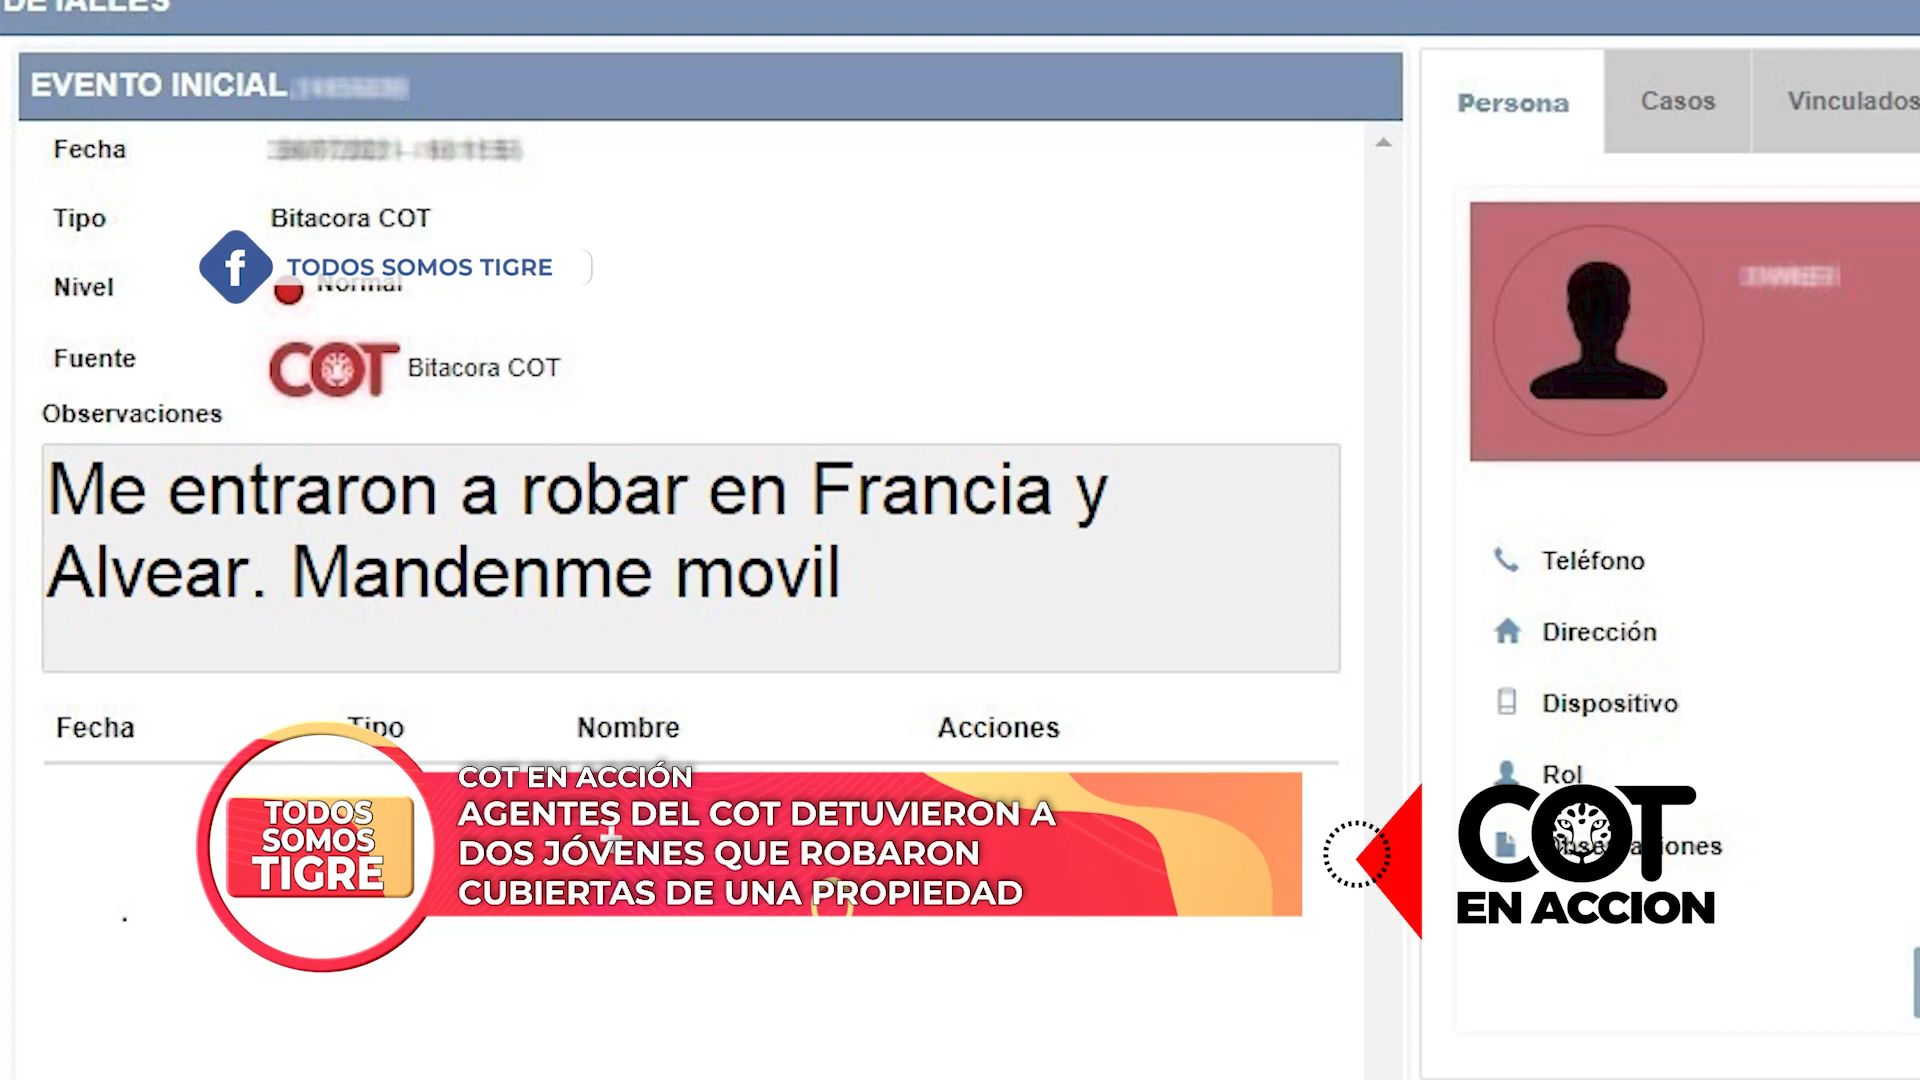 DETALLES
EVENTO INICIAL
Persona
Casos
Vinculados
Fecha
Tipo
Bitacora COT
TODOS SOMOS TIGRE
Nivel
Normal
Fuente
COT
Bitacora COT
Observaciones
Me entraron a robar en Francia y
Alvear. Mandenme movil
Teléfono
Dirección
Dispositivo
Rol
Fecha
Tipo
Nombre
Acciones
TODOS
SOMOS
TIGRE
COT EN ACCIÓN
AGENTES DEL COT DETUVIERON A
DOS JÓVENES QUE ROBARON
CUBIERTAS DE UNA PROPIEDAD
Observaciones
COT
EN ACCION